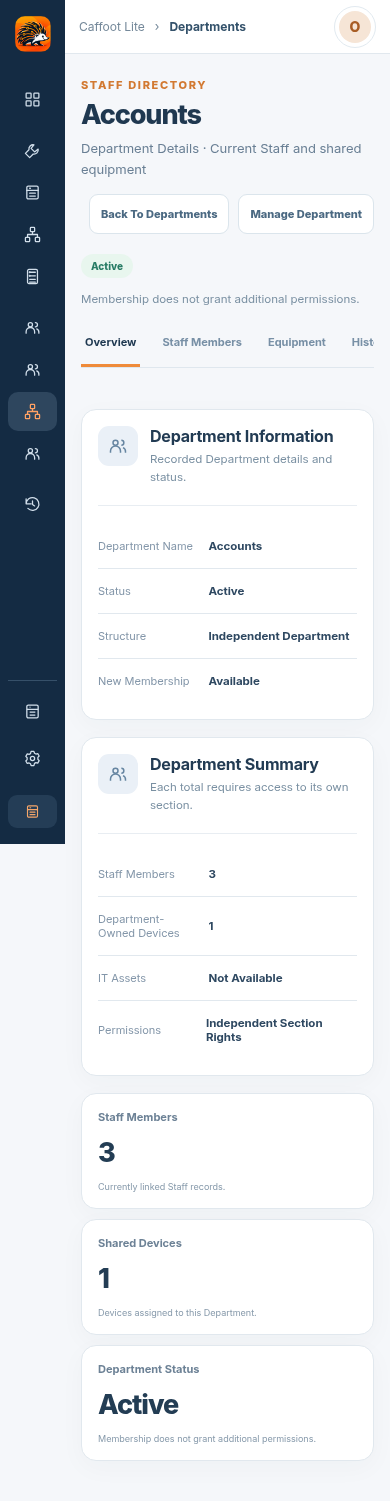 Caffoot Lite › Departments
O
STAFF DIRECTORY
Accounts
Department Details · Current Staff and shared
equipment
Back To Departments
Manage Department
Active
Membership does not grant additional permissions.
Overview
Staff Members
Equipment
Hist
Department Information
Recorded Department details and
status.
Department Name
Accounts
Status
Active
Structure
Independent Department
New Membership
Available
Department Summary
Each total requires access to its own
section.
Staff Members
3
Department-
Owned Devices
1
IT Assets
Not Available
Permissions
Independent Section
Rights
Staff Members
3
Currently linked Staff records.
Shared Devices
1
Devices assigned to this Department.
Department Status
Active
Membership does not grant additional permissions.